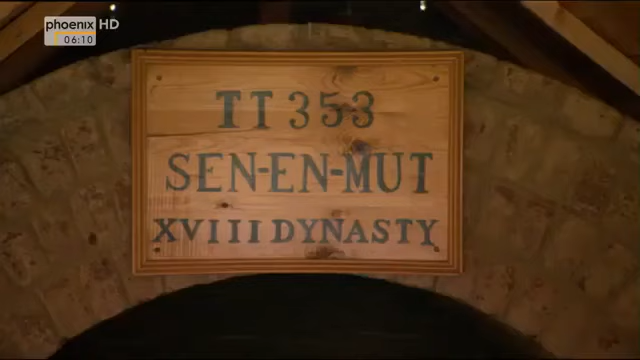 phoenix HD
06:10
TT 353
SEN-EN-MUT
XVIII DYNASTY